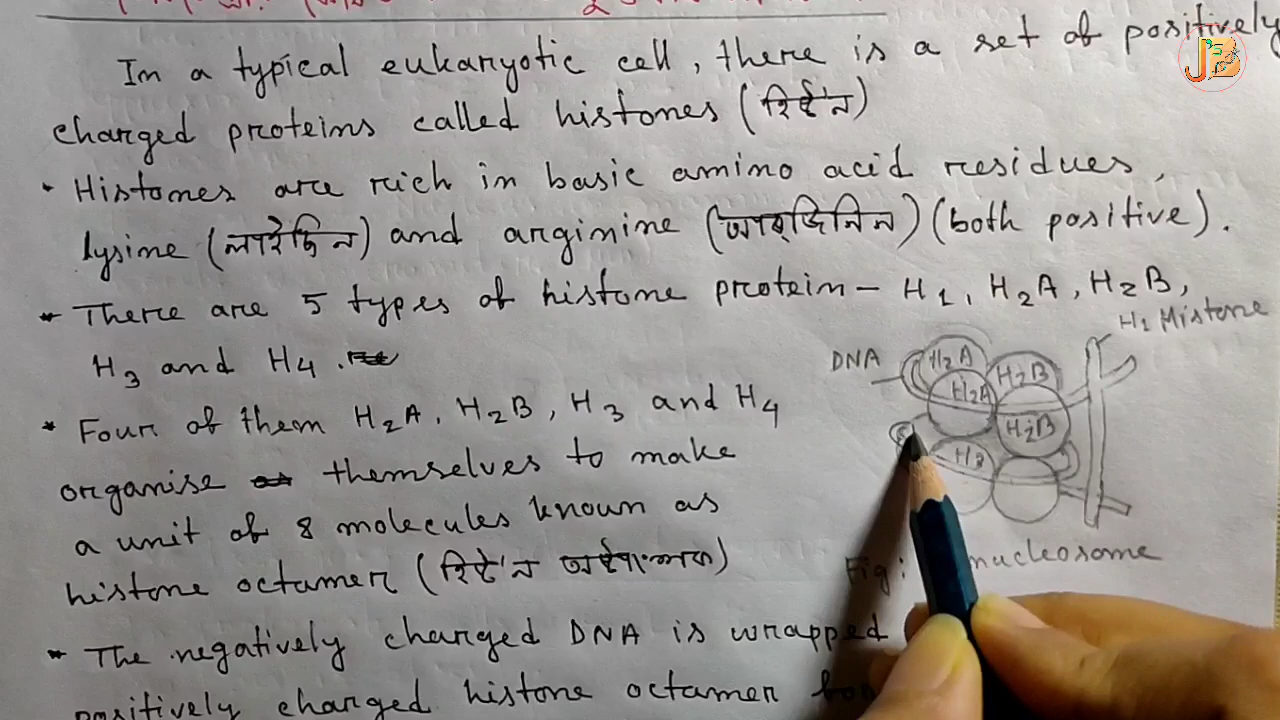 In a typical eukaryotic cell, there is a set of positively
charged proteins called histones (হিস্টোন)
• Histones are rich in basic amino acid residues,
lysine (লাইজিন) and arginine (আরজিনিন) (both positive).
* There are 5 types of histone protein - H1, H2A, H2B,
H3 and H4.
* Four of them H2A, H2B, H3 and H4
organise themselves to make
a unit of 8 molecules known as
histone octamer
* The negatively charged DNA is wrapped
positively charged histone octamer
H1 Histone
DNA
H2A
H2B
H2A
H2B
H3
Fig: nucleosome